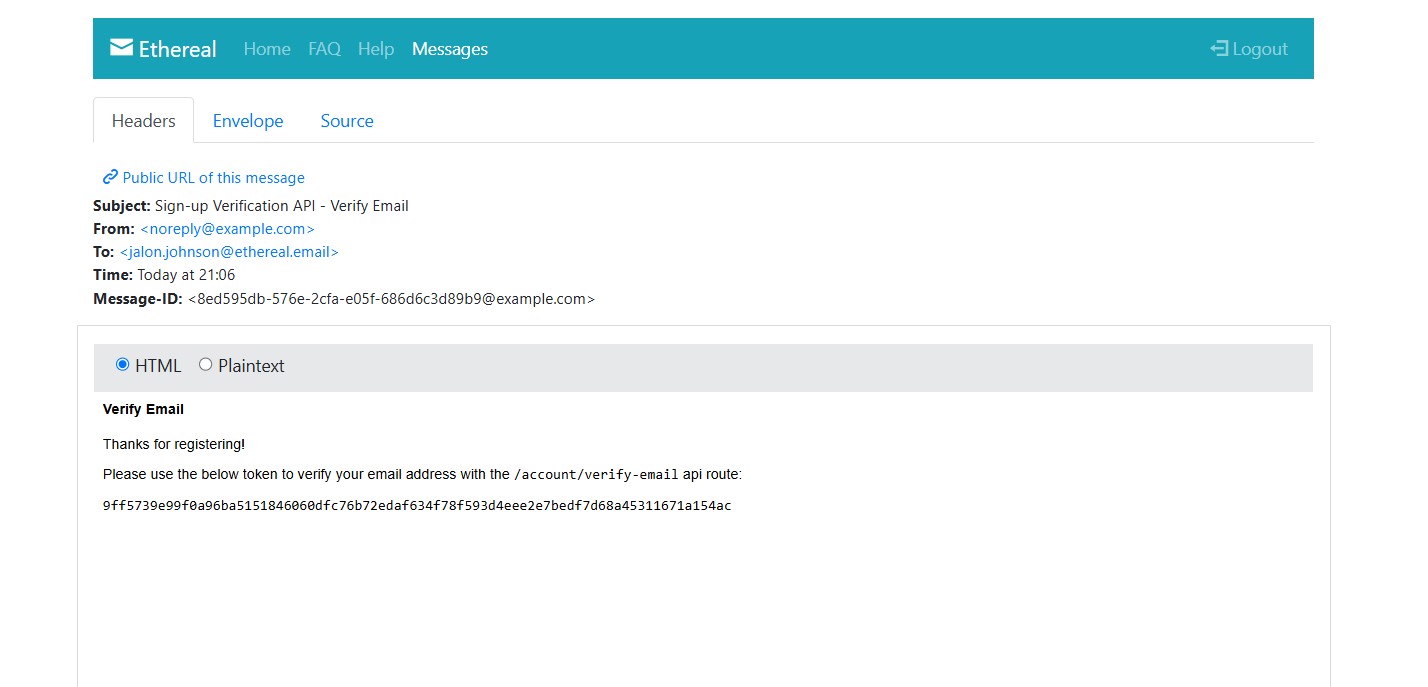 Ethereal Home FAQ Help Messages Logout
Headers Envelope Source
Public URL of this message
Subject: Sign-up Verification API - Verify Email
From: <noreply@example.com>
To: <jalon.johnson@ethereal.email>
Time: Today at 21:06
Message-ID: <8ed595db-576e-2cfa-e05f-686d6c3d89b9@example.com>
HTML Plaintext
Verify Email
Thanks for registering!
Please use the below token to verify your email address with the /account/verify-email api route:
9ff5739e99f0a96ba5151846060dfc76b72edaf634f78f593d4eee2e7bedf7d68a45311671a154ac